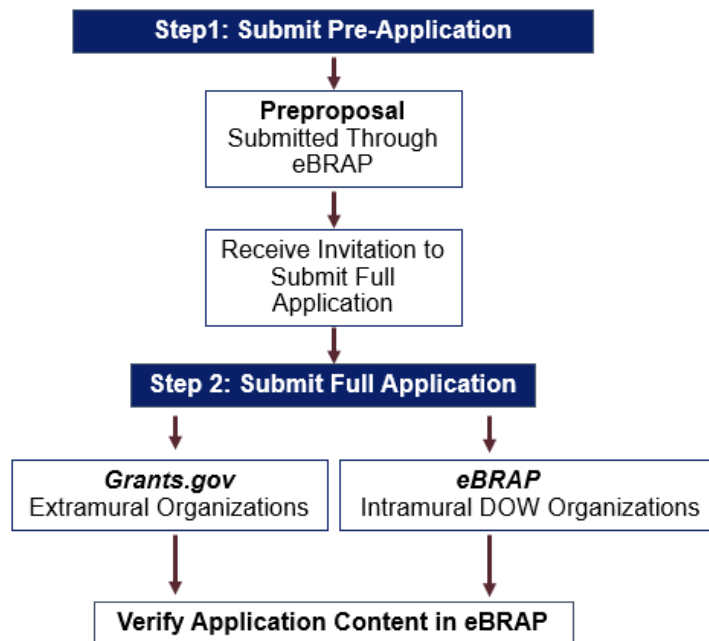 Step1: Submit Pre-Application
Preproposal
Submitted Through
eBRAP
Receive Invitation to
Submit Full
Application
Step 2: Submit Full Application
Grants.gov
Extramural Organizations
eBRAP
Intramural DOW Organizations
Verify Application Content in eBRAP